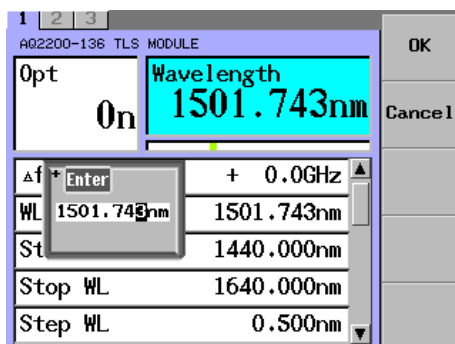 1 2 3
AQ2200-136 TLS MODULE
OK
Opt
On
Wavelength
1501.743nm
Cancel
Δf + 0.0GHz
Enter
1501.743nm
WL 1501.743nm
St 1440.000nm
Stop WL 1640.000nm
Step WL 0.500nm